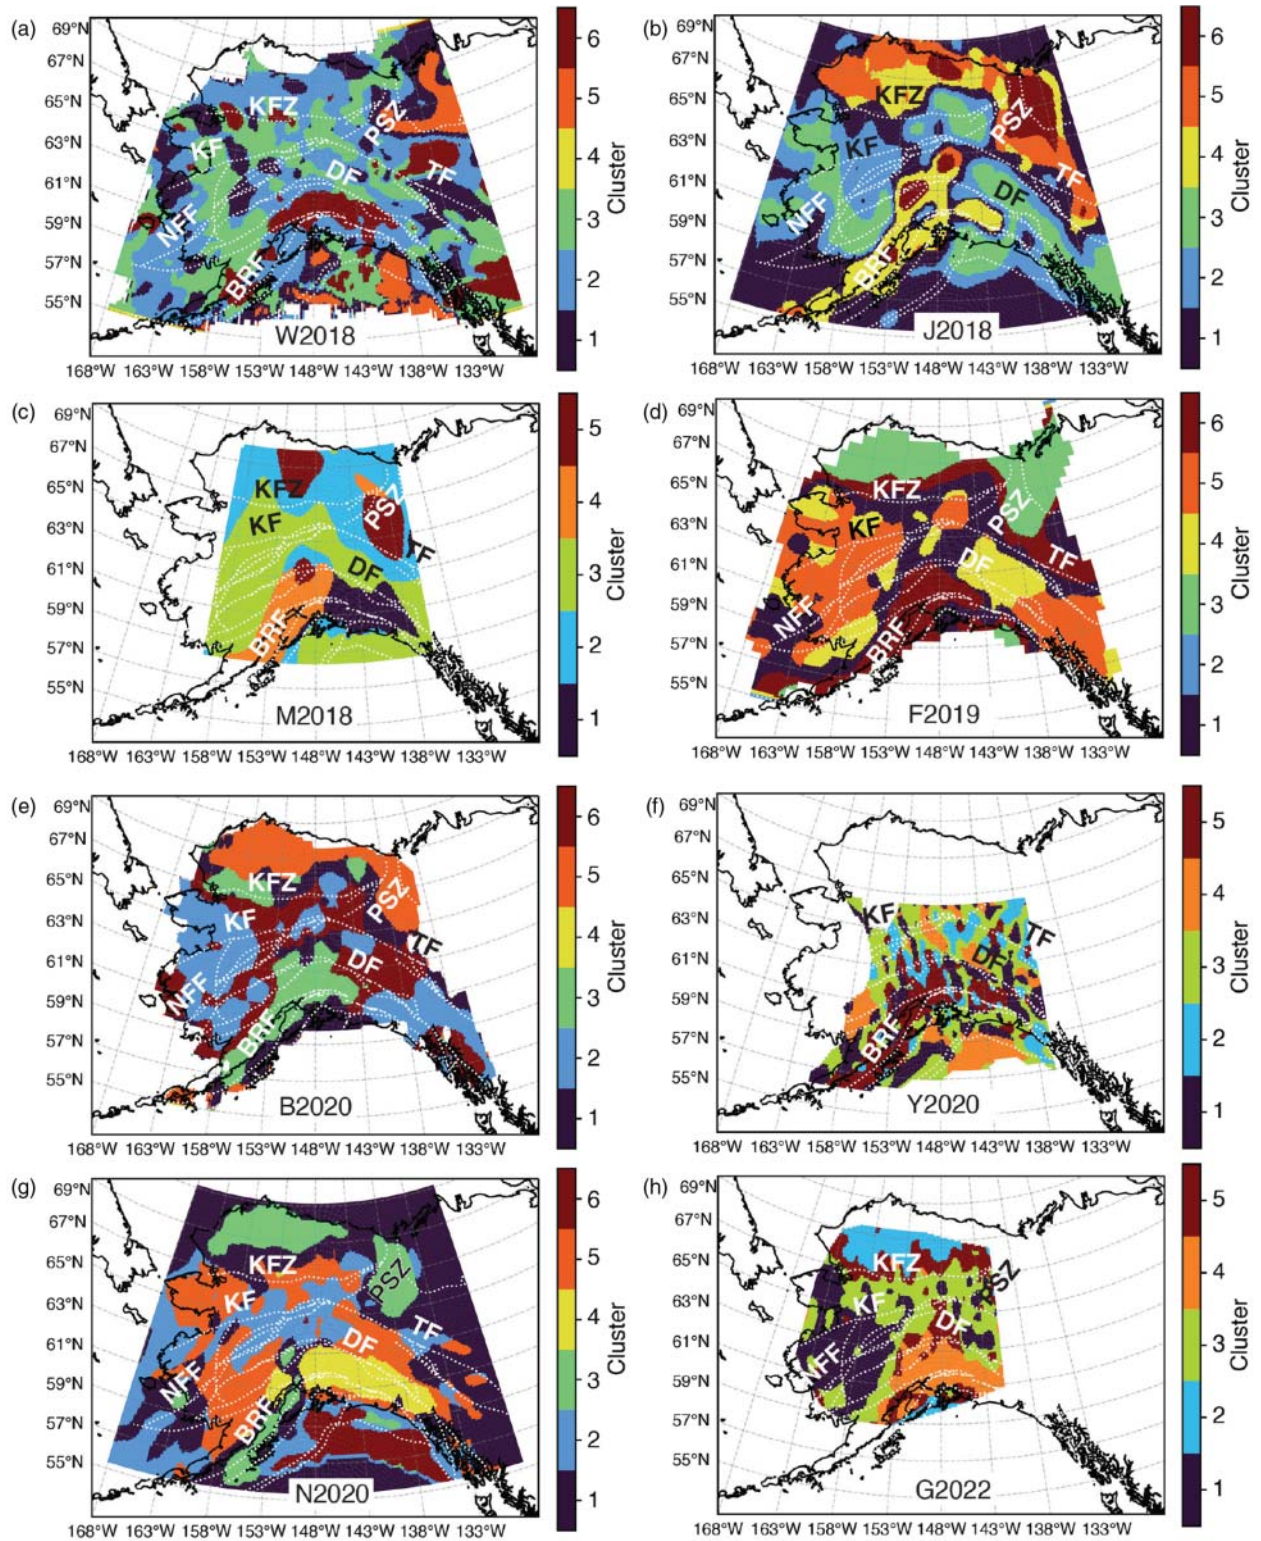 (a)
69°N
67°N
65°N
63°N
61°N
59°N
57°N
55°N
KFZ
PSZ
KF
DF
TF
NFF
BRF
W2018
168°W 163°W 158°W 153°W 148°W 143°W 138°W 133°W
6
5
4
3
2
1
Cluster
(b)
69°N
67°N
65°N
63°N
61°N
59°N
57°N
55°N
KFZ
PSZ
KF
TF
DF
NFF
BRF
J2018
168°W 163°W 158°W 153°W 148°W 143°W 138°W 133°W
6
5
4
3
2
1
Cluster
(c)
69°N
67°N
65°N
63°N
61°N
59°N
57°N
55°N
KFZ
PSZ
KF
TF
DF
BRF
M2018
168°W 163°W 158°W 153°W 148°W 143°W 138°W 133°W
5
4
3
2
1
Cluster
(d)
69°N
67°N
65°N
63°N
61°N
59°N
57°N
55°N
KFZ
PSZ
KF
TF
DF
NFF
BRF
F2019
168°W 163°W 158°W 153°W 148°W 143°W 138°W 133°W
6
5
4
3
2
1
Cluster
(e)
69°N
67°N
65°N
63°N
61°N
59°N
57°N
55°N
KFZ
PSZ
KF
TF
DF
NFF
BRF
B2020
168°W 163°W 158°W 153°W 148°W 143°W 138°W 133°W
6
5
4
3
2
1
Cluster
(f)
69°N
67°N
65°N
63°N
61°N
59°N
57°N
55°N
KF
TF
DF
BRF
Y2020
168°W 163°W 158°W 153°W 148°W 143°W 138°W 133°W
5
4
3
2
1
Cluster
(g)
69°N
67°N
65°N
63°N
61°N
59°N
57°N
55°N
KFZ
PSZ
KF
TF
DF
NFF
BRF
N2020
168°W 163°W 158°W 153°W 148°W 143°W 138°W 133°W
6
5
4
3
2
1
Cluster
(h)
69°N
67°N
65°N
63°N
61°N
59°N
57°N
55°N
KFZ
PSZ
KF
DF
NFF
G2022
168°W 163°W 158°W 153°W 148°W 143°W 138°W 133°W
5
4
3
2
1
Cluster